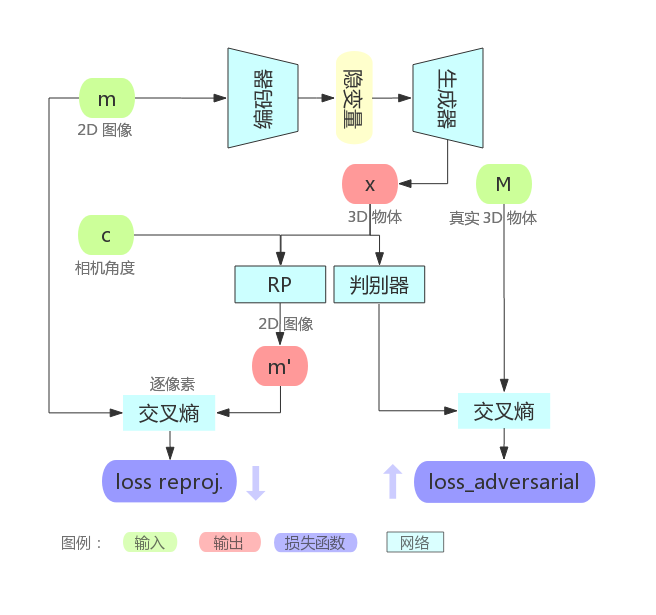 m
2D 图像
编码器
隐变量
生成器
x
3D 物体
M
真实 3D 物体
c
相机角度
RP
判别器
2D 图像
m'
逐像素
交叉熵
交叉熵
loss reproj.
loss_adversarial
图例： 输入 输出 损失函数 网络